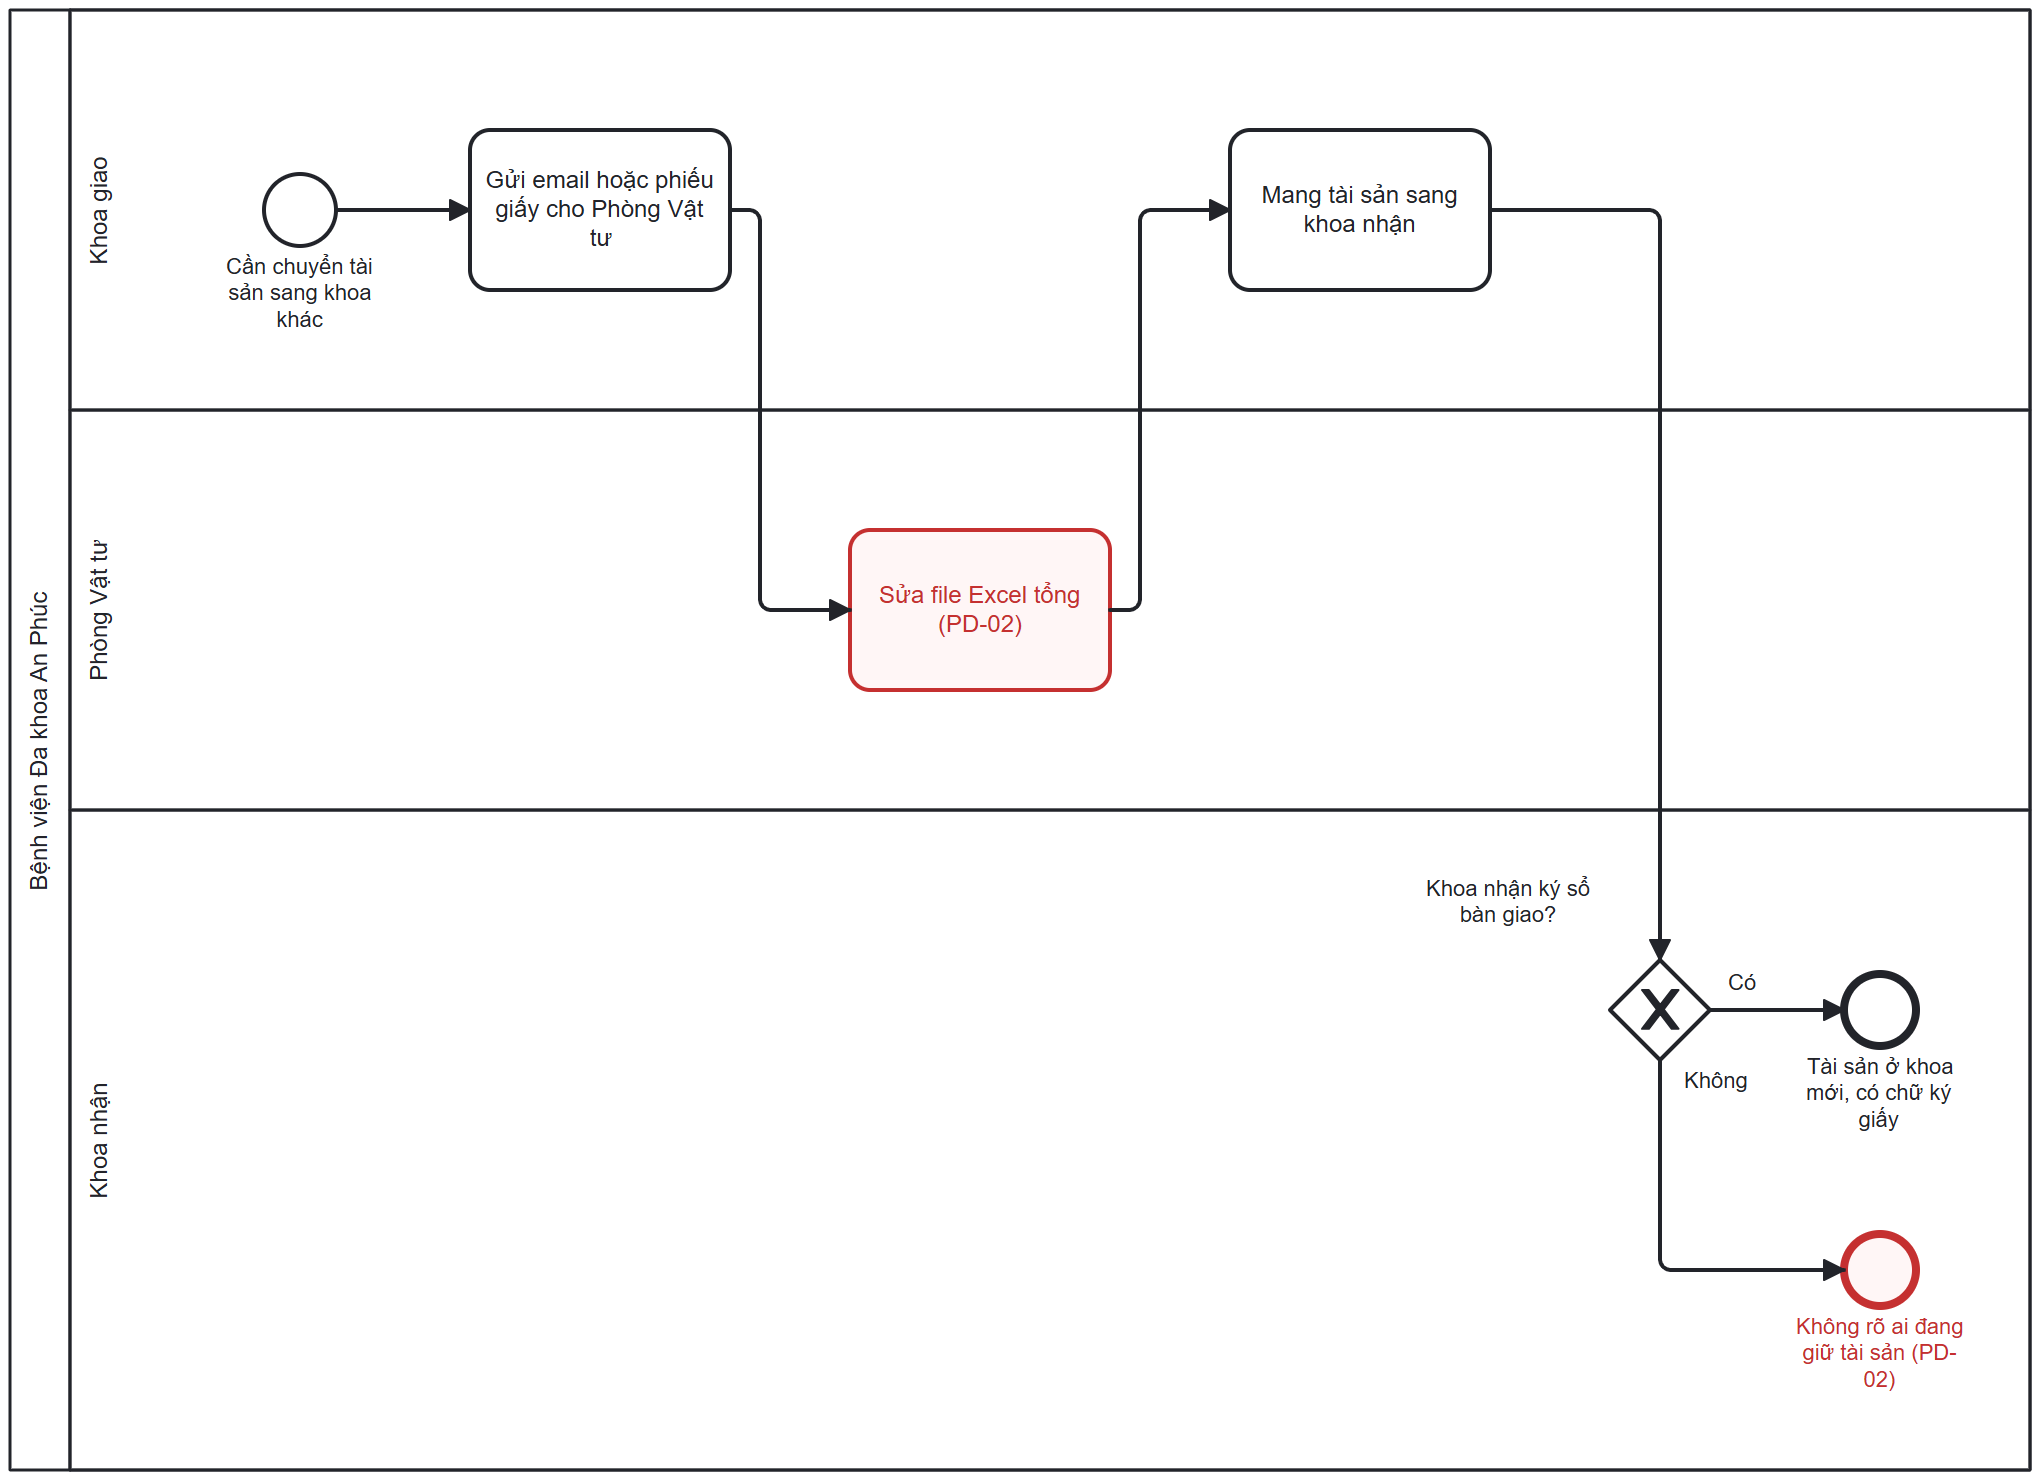 Bệnh viện Đa khoa An Phúc
Khoa giao
Cần chuyển tài
sản sang khoa
khác
Gửi email hoặc phiếu
giấy cho Phòng Vật
tư
Mang tài sản sang
khoa nhận
Phòng Vật tư
Sửa file Excel tổng
(PD-02)
Khoa nhận
Khoa nhận ký sổ
bàn giao?
Có
Tài sản ở khoa
mới, có chữ ký
giấy
Không
Không rõ ai đang
giữ tài sản (PD-
02)